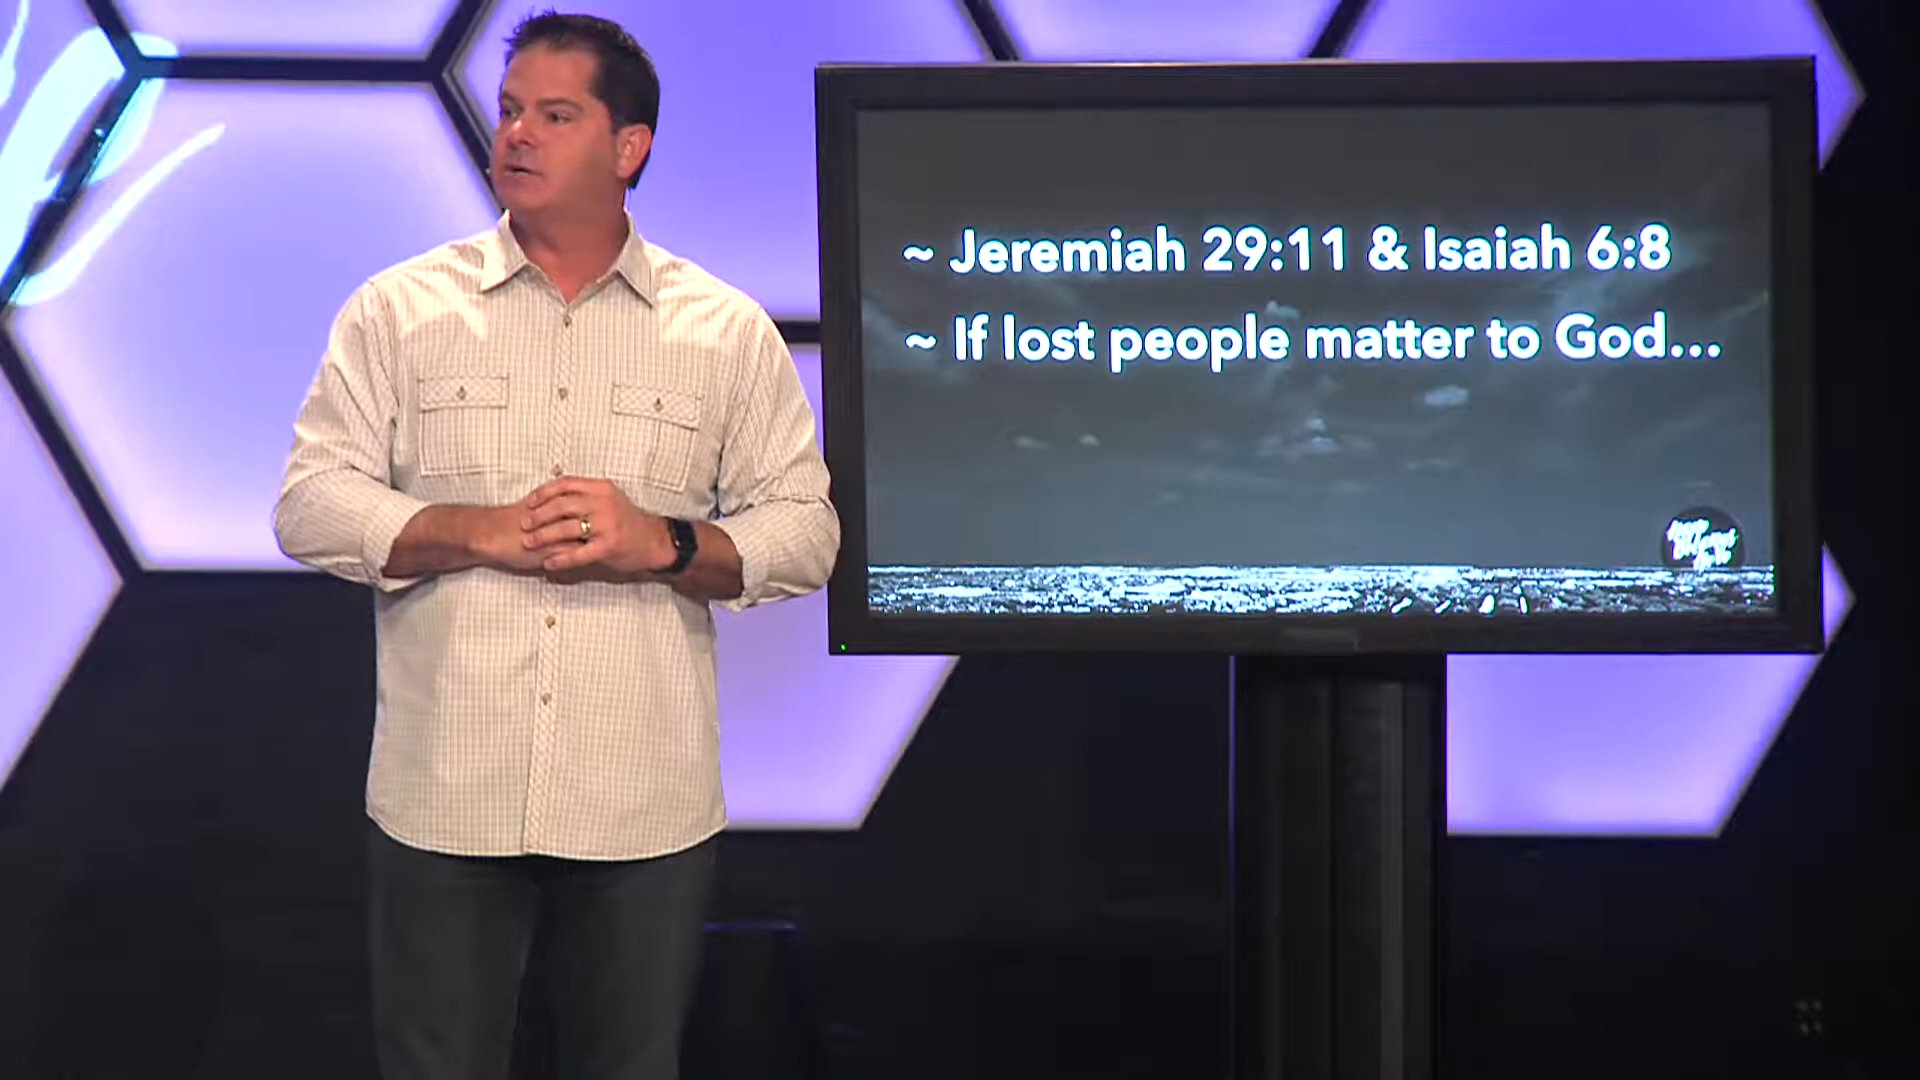 ~ Jeremiah 29:11 & Isaiah 6:8
~ If lost people matter to God...